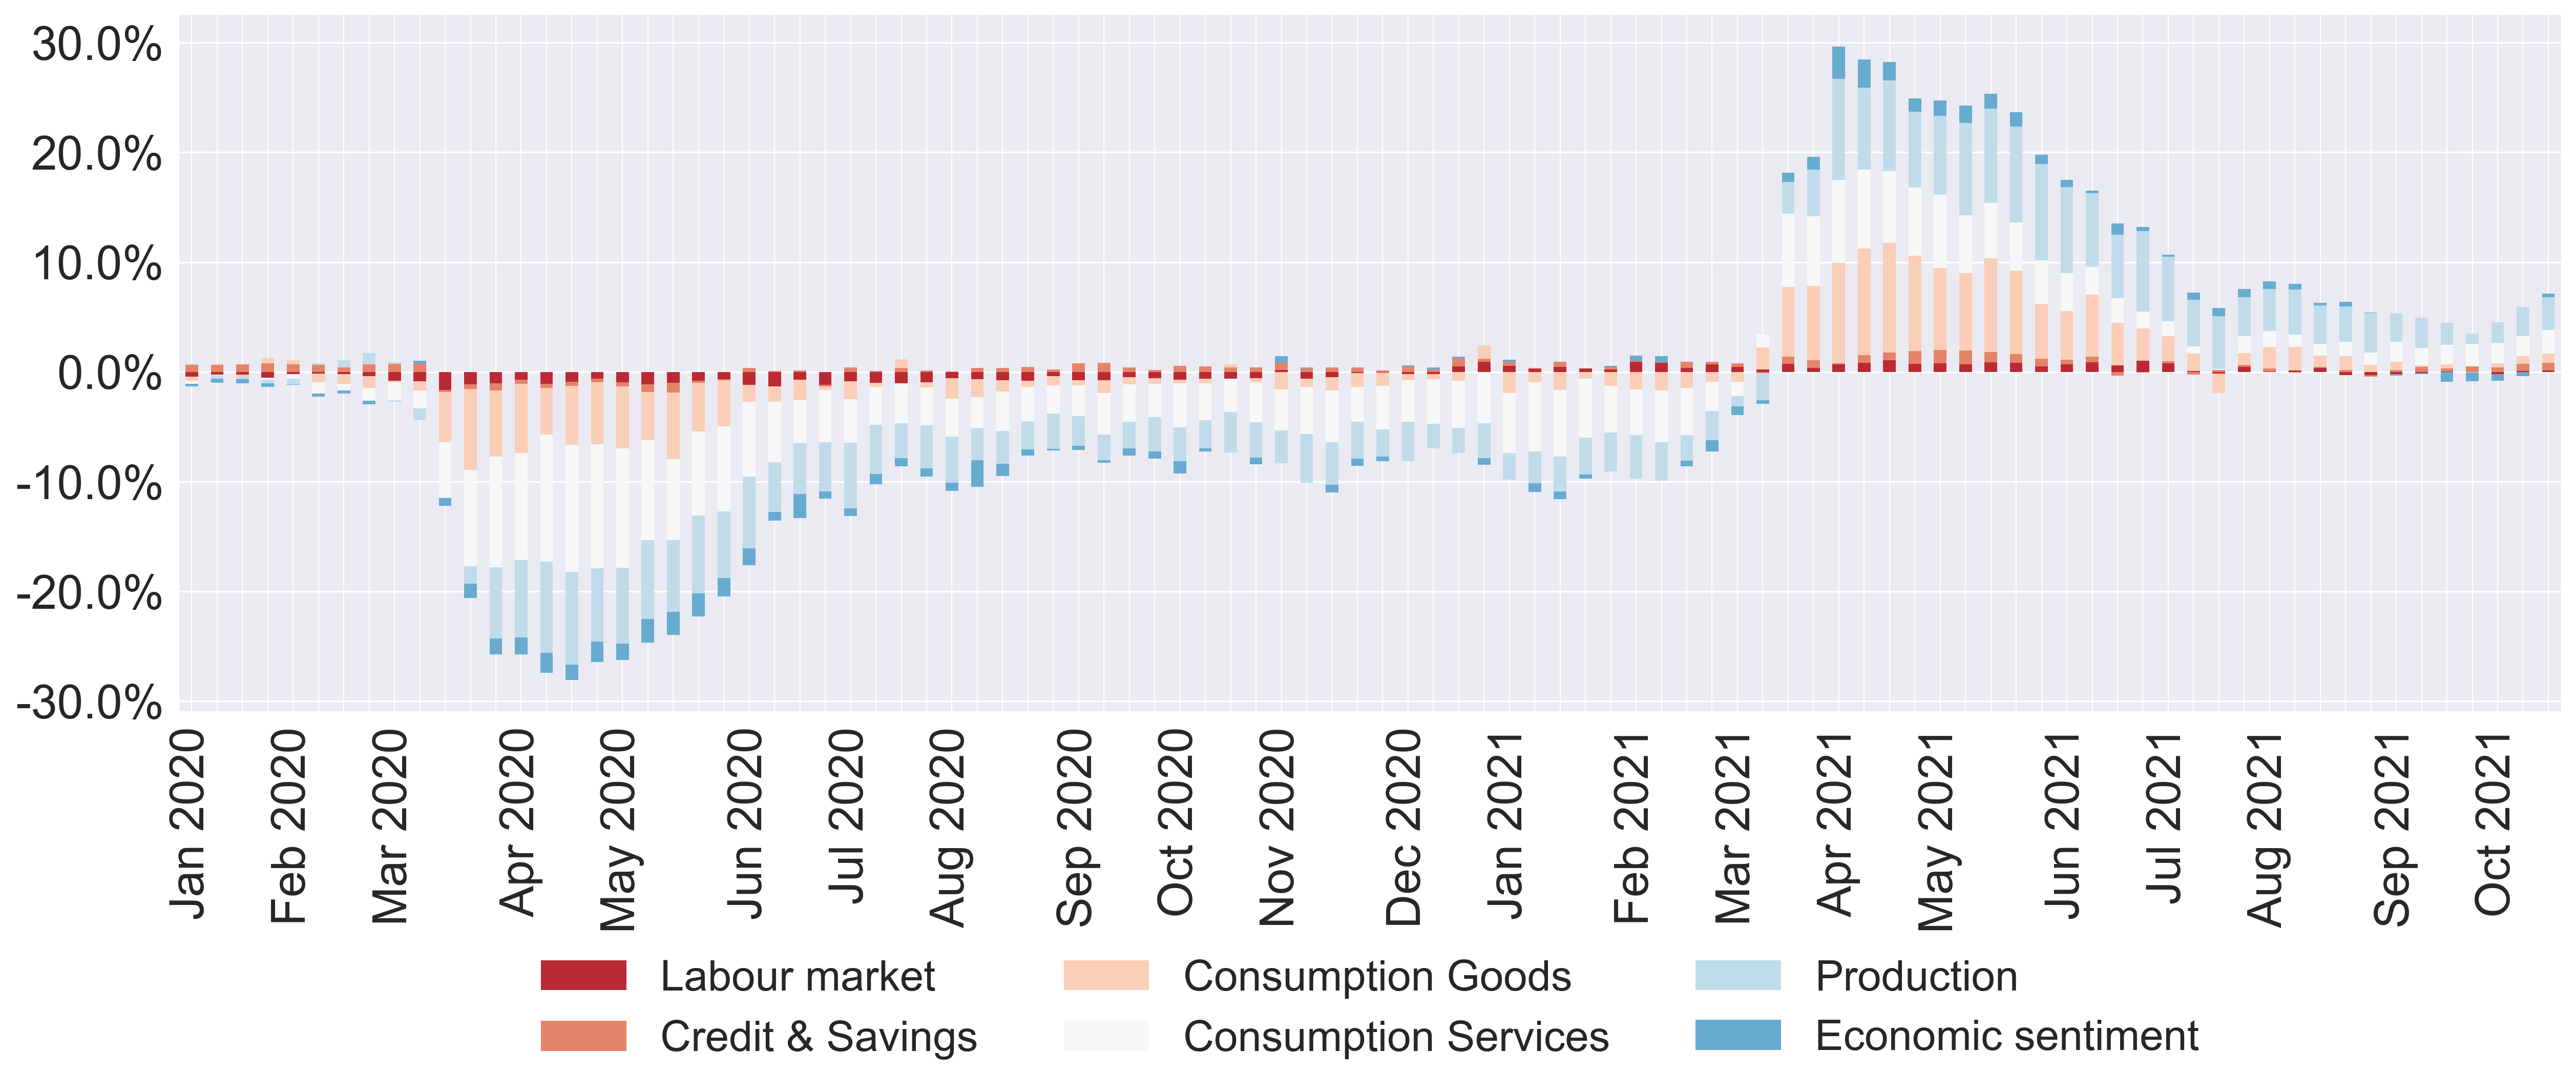 30.0%
20.0%
10.0%
0.0%
-10.0%
-20.0%
-30.0%
Jan 2020
Feb 2020
Mar 2020
Apr 2020
May 2020
Jun 2020
Jul 2020
Aug 2020
Sep 2020
Oct 2020
Nov 2020
Dec 2020
Jan 2021
Feb 2021
Mar 2021
Apr 2021
May 2021
Jun 2021
Jul 2021
Aug 2021
Sep 2021
Oct 2021
Labour market
Consumption Goods
Production
Credit & Savings
Consumption Services
Economic sentiment